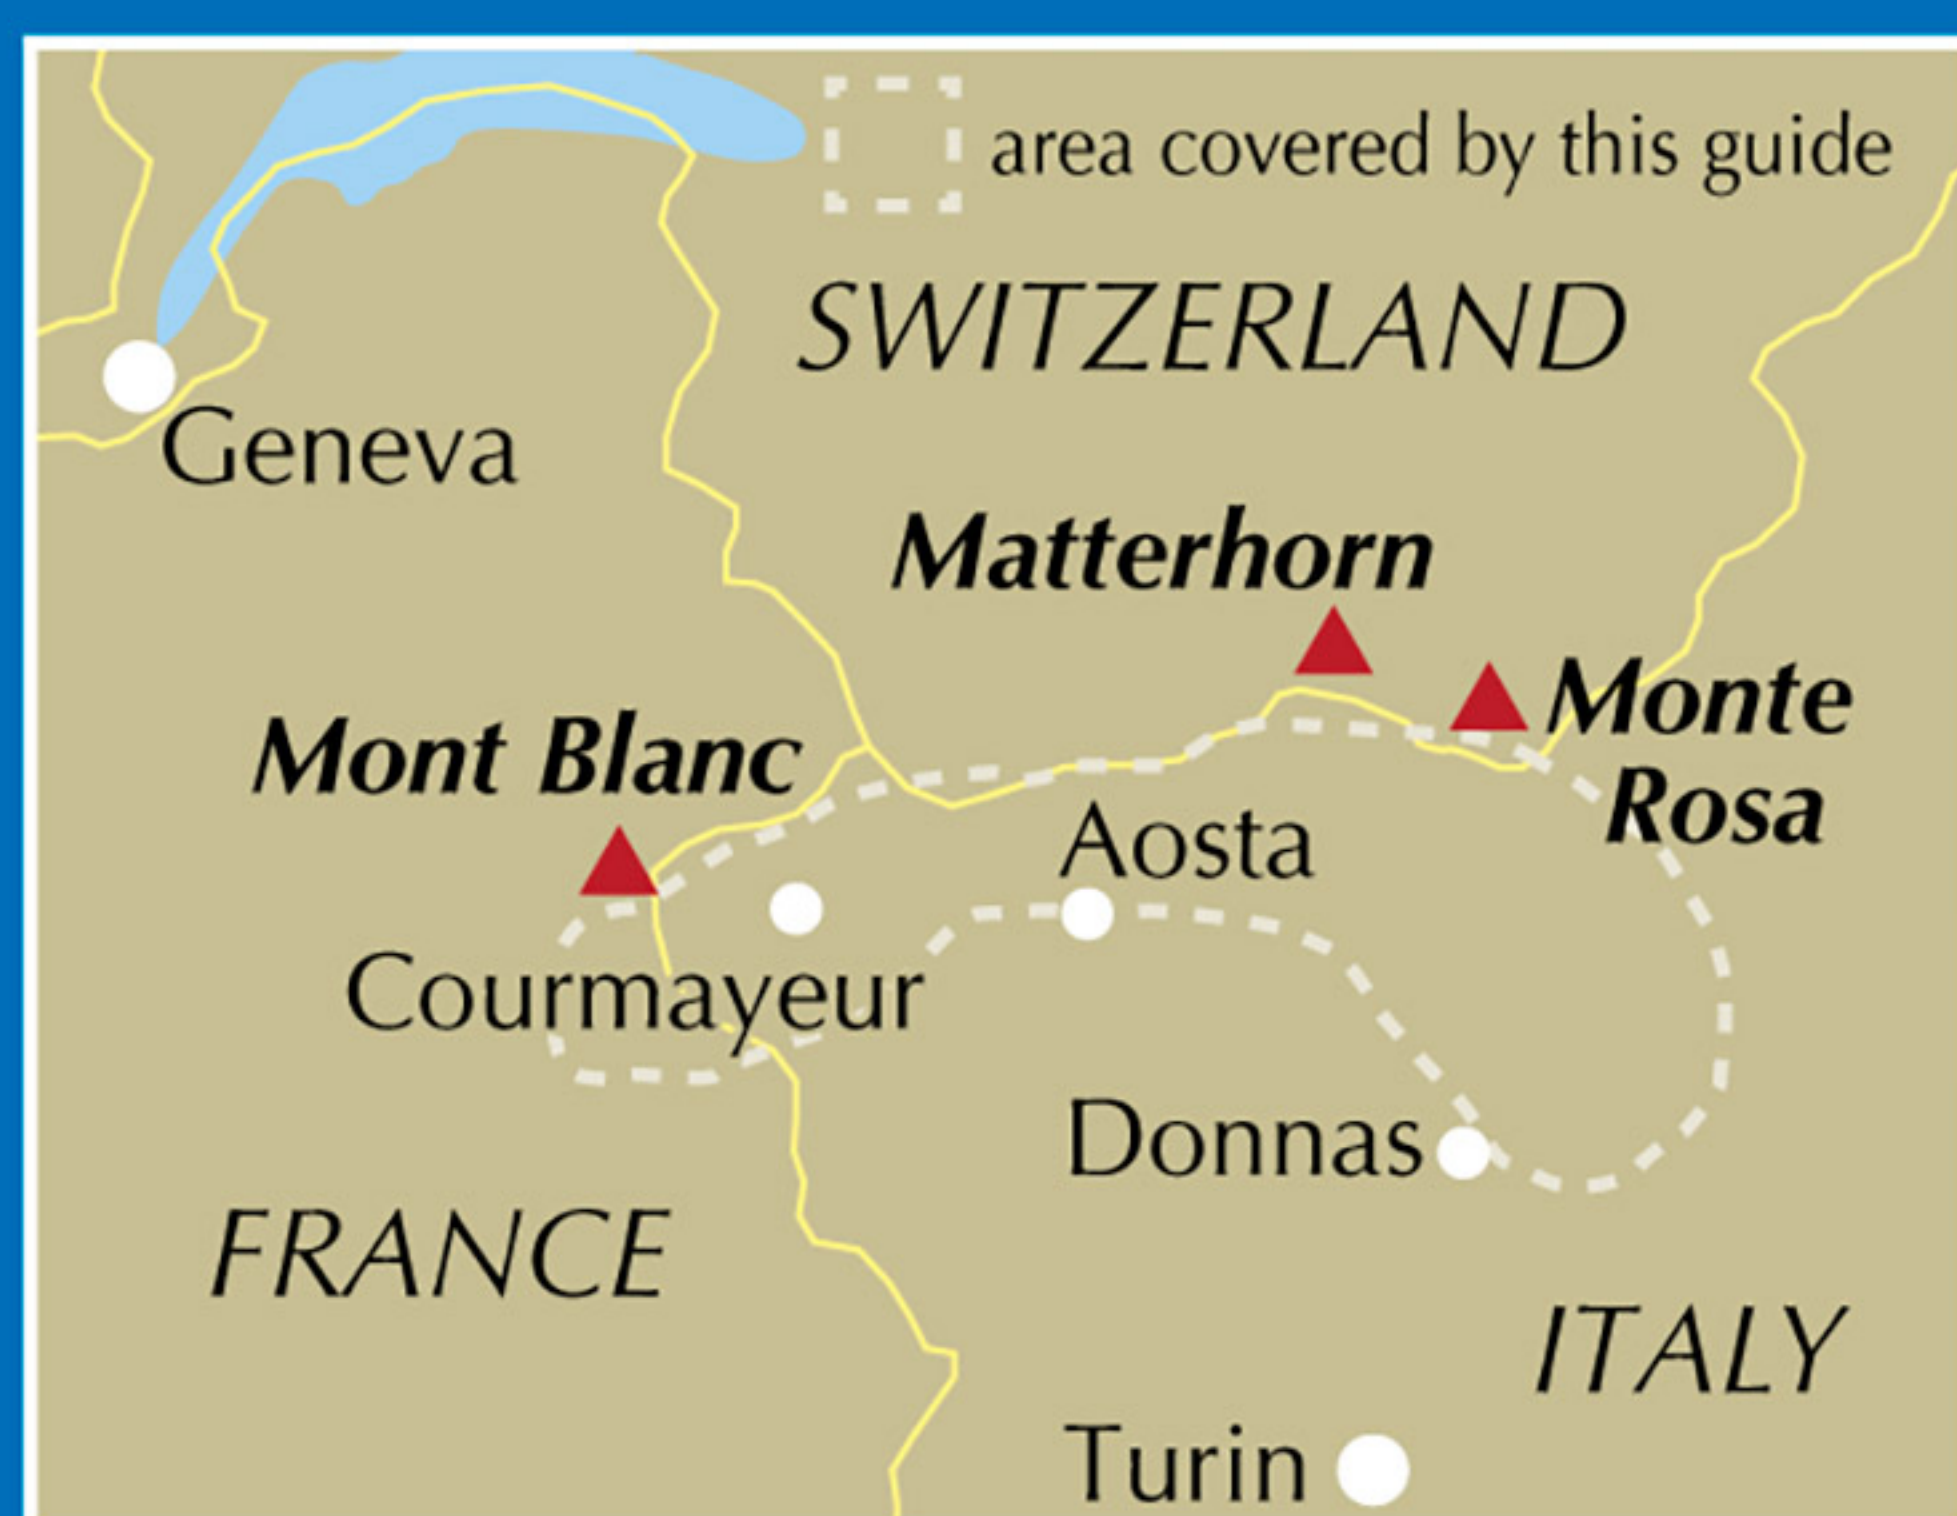 area covered by this guide
SWITZERLAND
Geneva
Matterhorn
Monte
Rosa
Mont Blanc
Aosta
Courmayeur
Donnas
FRANCE
ITALY
Turin